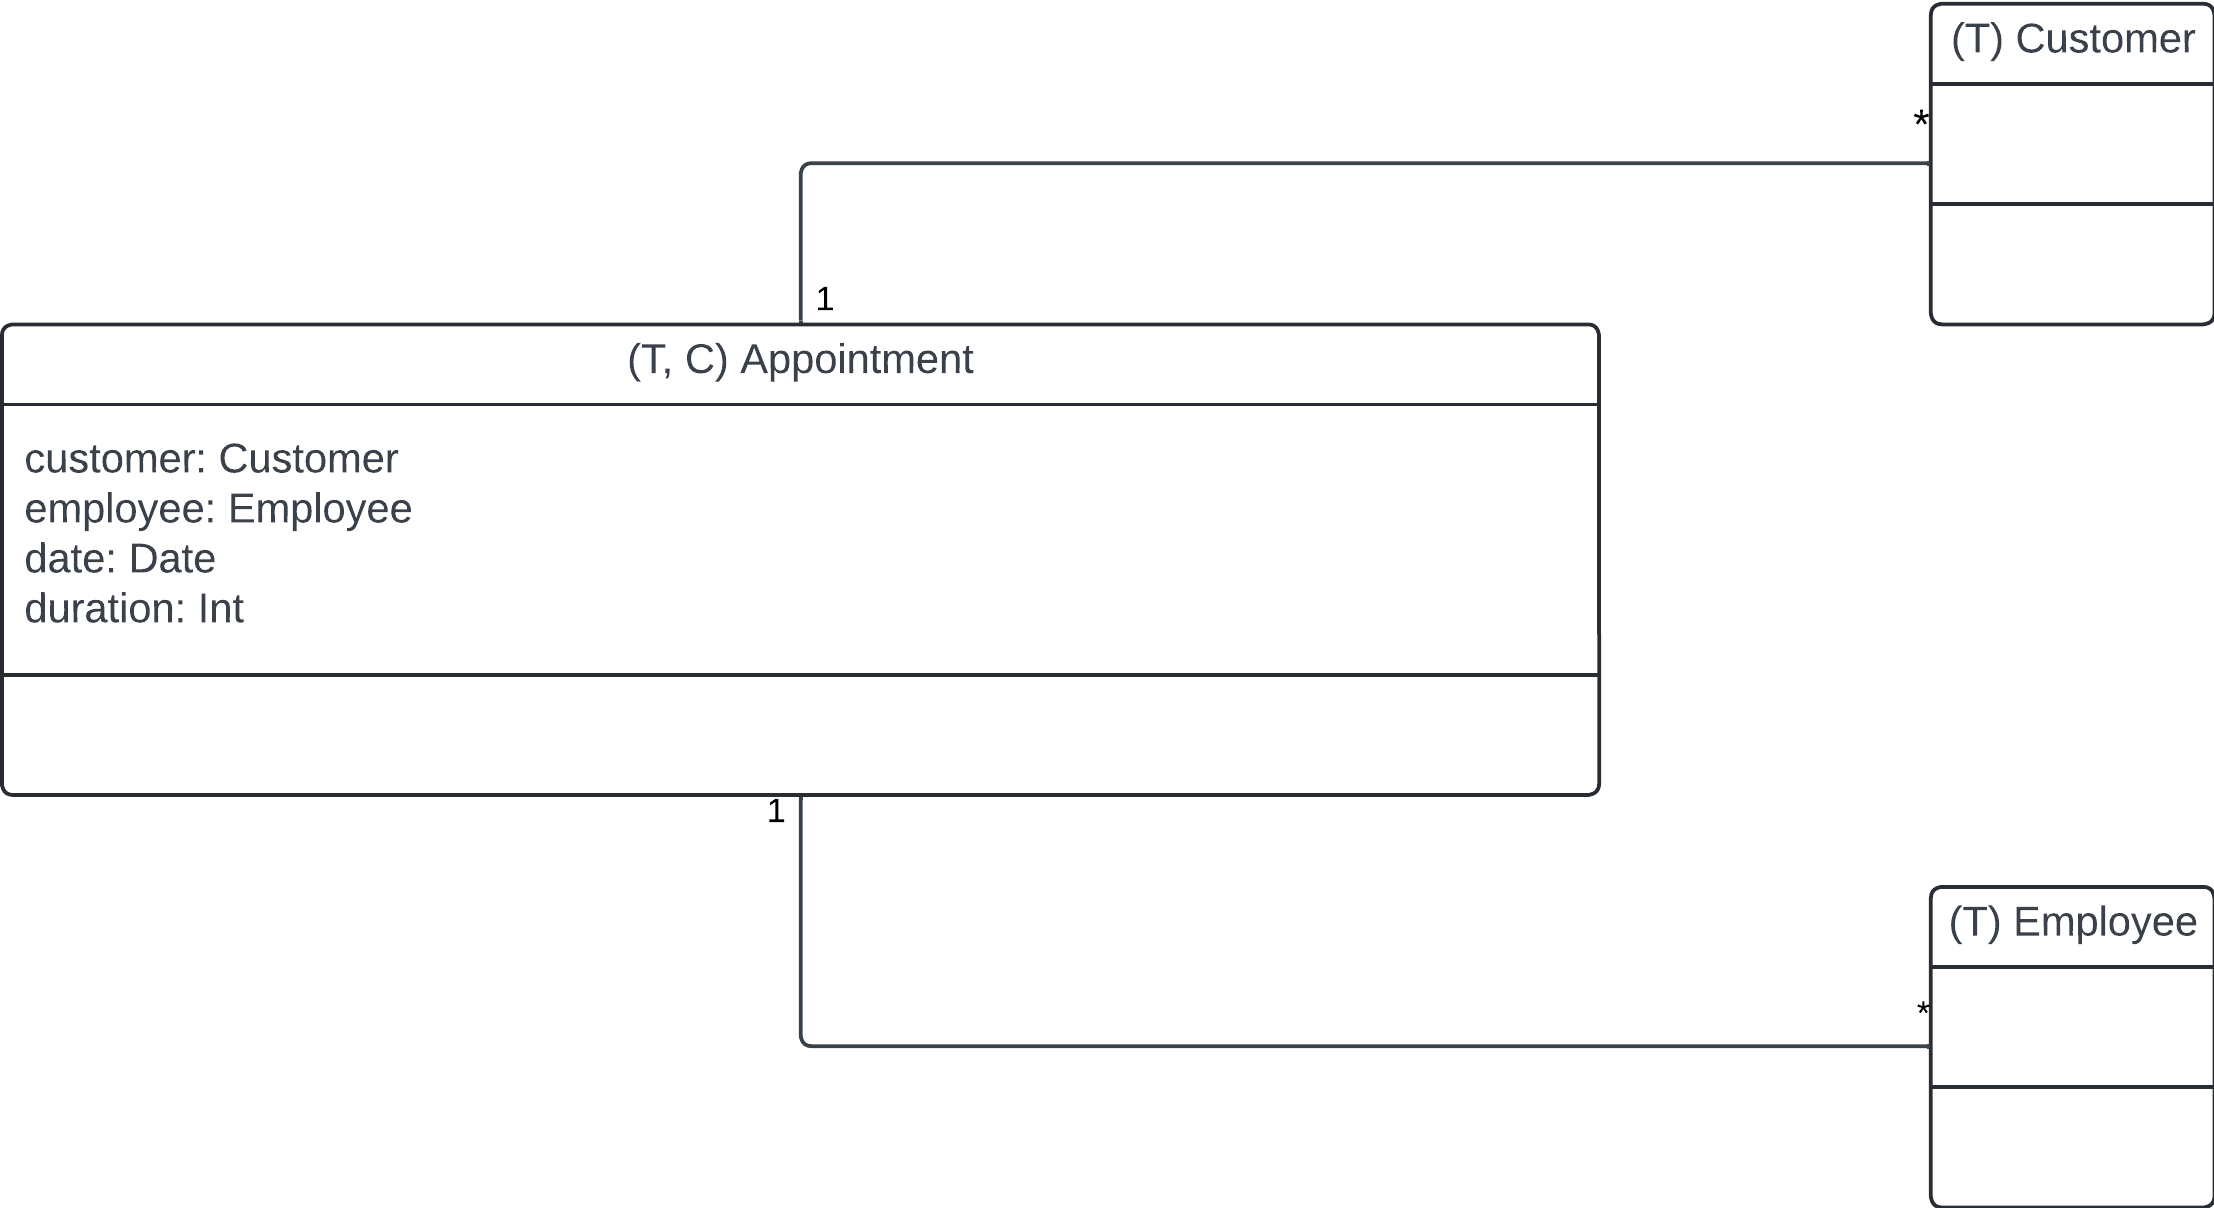 (T) Customer
*
1
(T, C) Appointment
customer: Customer
employee: Employee
date: Date
duration: Int
1
(T) Employee
*